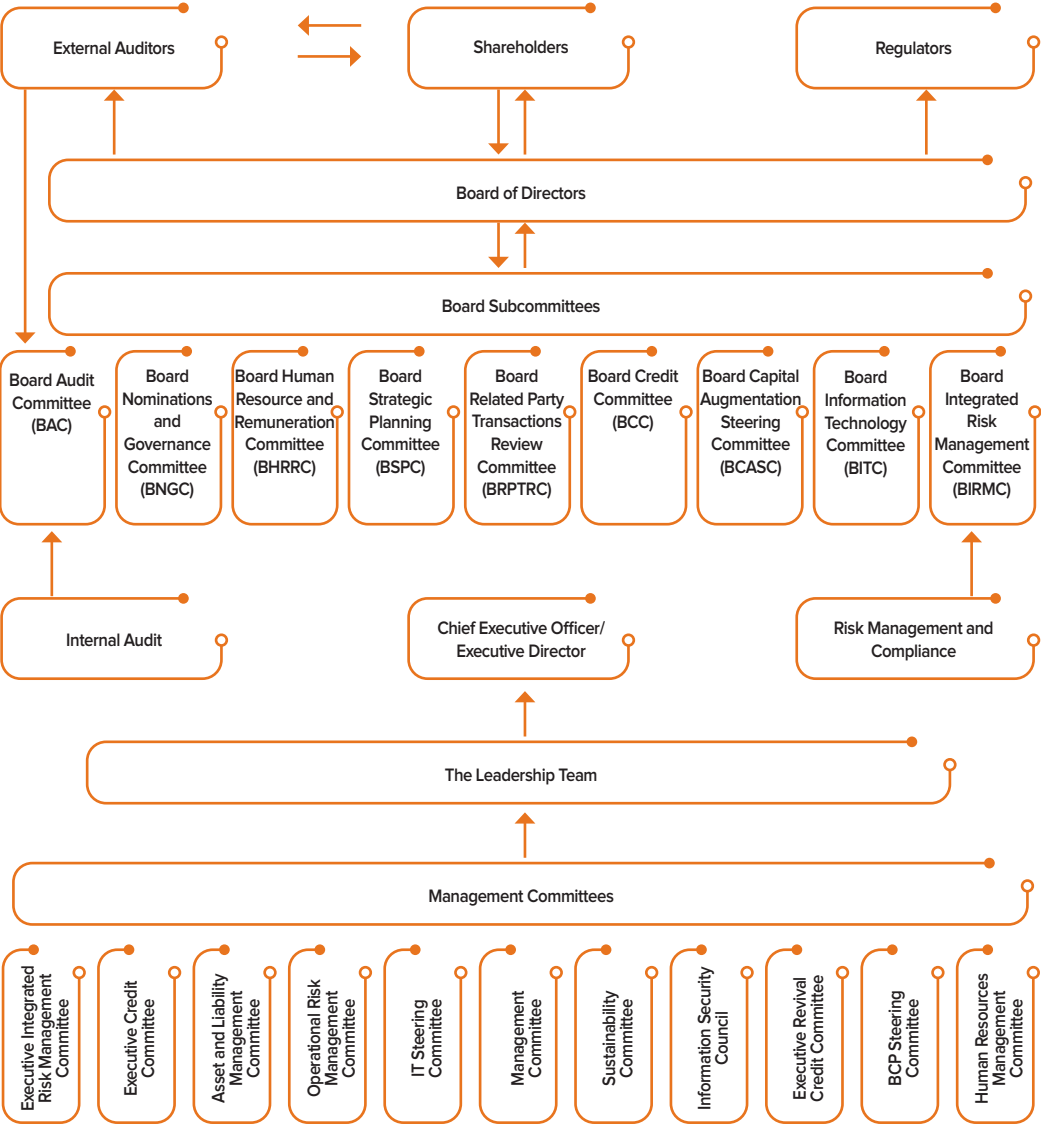 External Auditors
Shareholders
Regulators
Board of Directors
Board Subcommittees
Board Audit
Committee
(BAC)
Board
Nominations
and
Governance
Committee
(BNGC)
Board Human
Resource and
Remuneration
Committee
(BHRRC)
Board
Strategic
Planning
Committee
(BSPC)
Board
Related Party
Transactions
Review
Committee
(BRPTRC)
Board Credit
Committee
(BCC)
Board Capital
Augmentation
Steering
Committee
(BCASC)
Board
Information
Technology
Committee
(BITC)
Board
Integrated
Risk
Management
Committee
(BIRMC)
Internal Audit
Chief Executive Officer/
Executive Director
Risk Management and
Compliance
The Leadership Team
Management Committees
Executive Integrated
Risk Management
Committee
Executive Credit
Committee
Asset and Liability
Management
Committee
Operational Risk
Management
Committee
IT Steering
Committee
Management
Committee
Sustainability
Committee
Information Security
Council
Executive Revival
Credit Committee
BCP Steering
Committee
Human Resources
Management
Committee